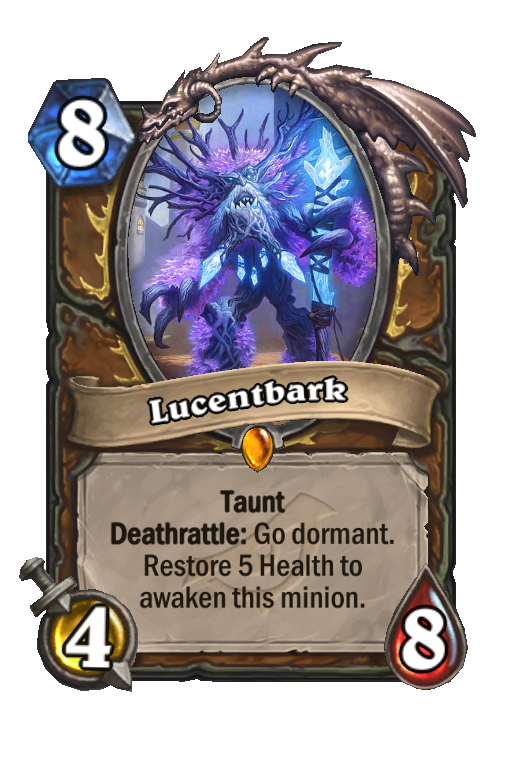 8
Lucentbark
Taunt
Deathrattle: Go dormant.
Restore 5 Health to
awaken this minion.
4
8